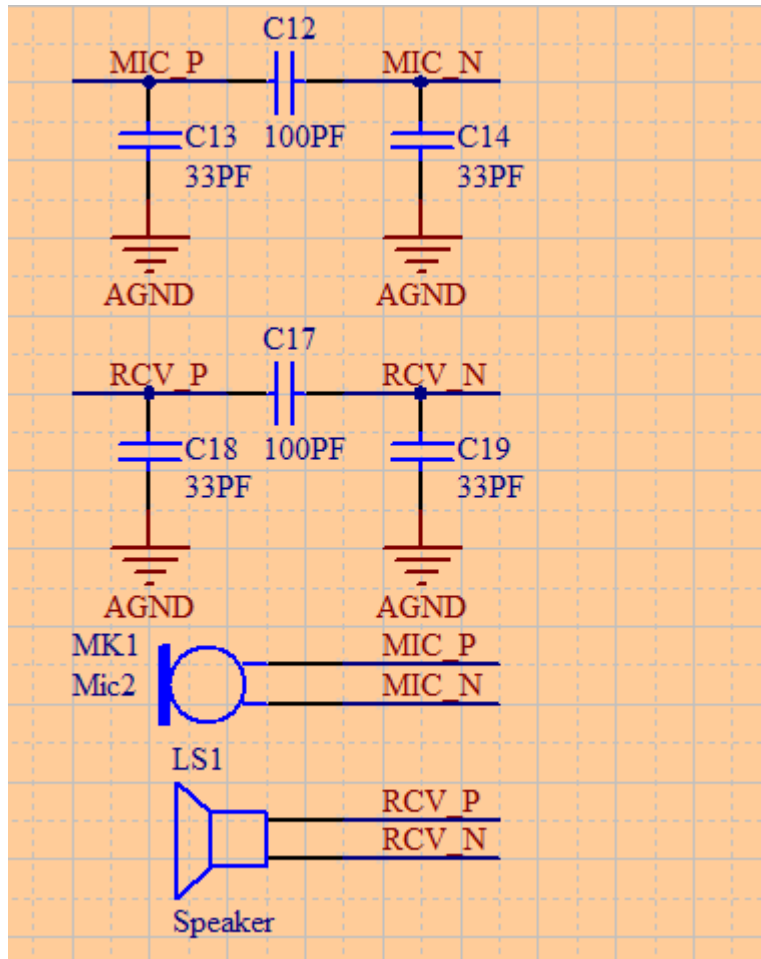 C12
MIC_P
MIC_N
C13
100PF
C14
33PF
33PF
AGND
AGND
C17
RCV_P
RCV_N
C18
100PF
C19
33PF
33PF
AGND
AGND
MK1
MIC_P
Mic2
MIC_N
LS1
RCV_P
RCV_N
Speaker